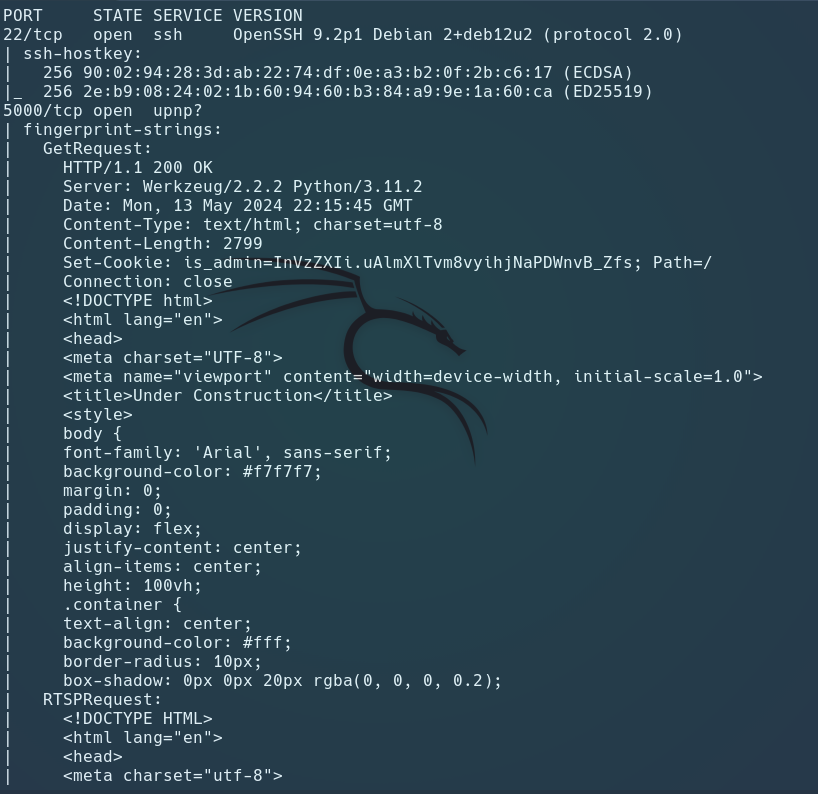 PORT     STATE SERVICE VERSION
22/tcp   open  ssh     OpenSSH 9.2p1 Debian 2+deb12u2 (protocol 2.0)
| ssh-hostkey:
|   256 90:02:94:28:3d:ab:22:74:df:0e:a3:b2:0f:2b:c6:17 (ECDSA)
|_  256 2e:b9:08:24:02:1b:60:94:60:b3:84:a9:9e:1a:60:ca (ED25519)
5000/tcp open  upnp?
| fingerprint-strings:
|   GetRequest:
|     HTTP/1.1 200 OK
|     Server: Werkzeug/2.2.2 Python/3.11.2
|     Date: Mon, 13 May 2024 22:15:45 GMT
|     Content-Type: text/html; charset=utf-8
|     Content-Length: 2799
|     Set-Cookie: is_admin=InVzZXIi.uAlmXlTvm8vyihjNaPDWnvB_Zfs; Path=/
|     Connection: close
|     <!DOCTYPE html>
|     <html lang="en">
|     <head>
|     <meta charset="UTF-8">
|     <meta name="viewport" content="width=device-width, initial-scale=1.0">
|     <title>Under Construction</title>
|     <style>
|     body {
|     font-family: 'Arial', sans-serif;
|     background-color: #f7f7f7;
|     margin: 0;
|     padding: 0;
|     display: flex;
|     justify-content: center;
|     align-items: center;
|     height: 100vh;
|     .container {
|     text-align: center;
|     background-color: #fff;
|     border-radius: 10px;
|     box-shadow: 0px 0px 20px rgba(0, 0, 0, 0.2);
|   RTSPRequest:
|     <!DOCTYPE HTML>
|     <html lang="en">
|     <head>
|     <meta charset="utf-8">